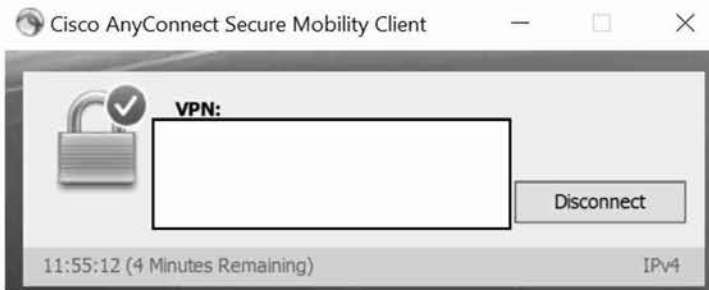 Cisco AnyConnect Secure Mobility Client
VPN:
Disconnect
11:55:12 (4 Minutes Remaining)
IPv4